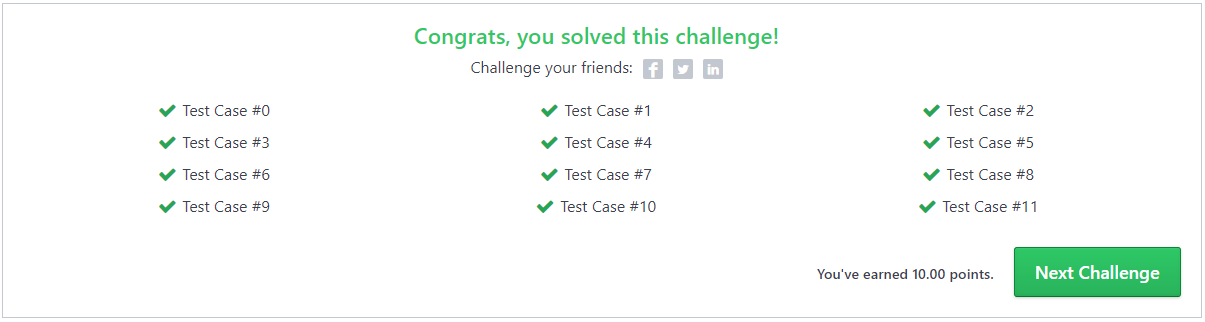 Congrats, you solved this challenge!
Challenge your friends:
Test Case #0 Test Case #1 Test Case #2
Test Case #3 Test Case #4 Test Case #5
Test Case #6 Test Case #7 Test Case #8
Test Case #9 Test Case #10 Test Case #11
You've earned 10.00 points. Next Challenge